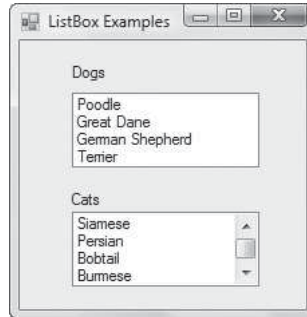 ListBox Examples
Dogs
Poodle
Great Dane
German Shepherd
Terrier
Cats
Siamese
Persian
Bobtail
Burmese